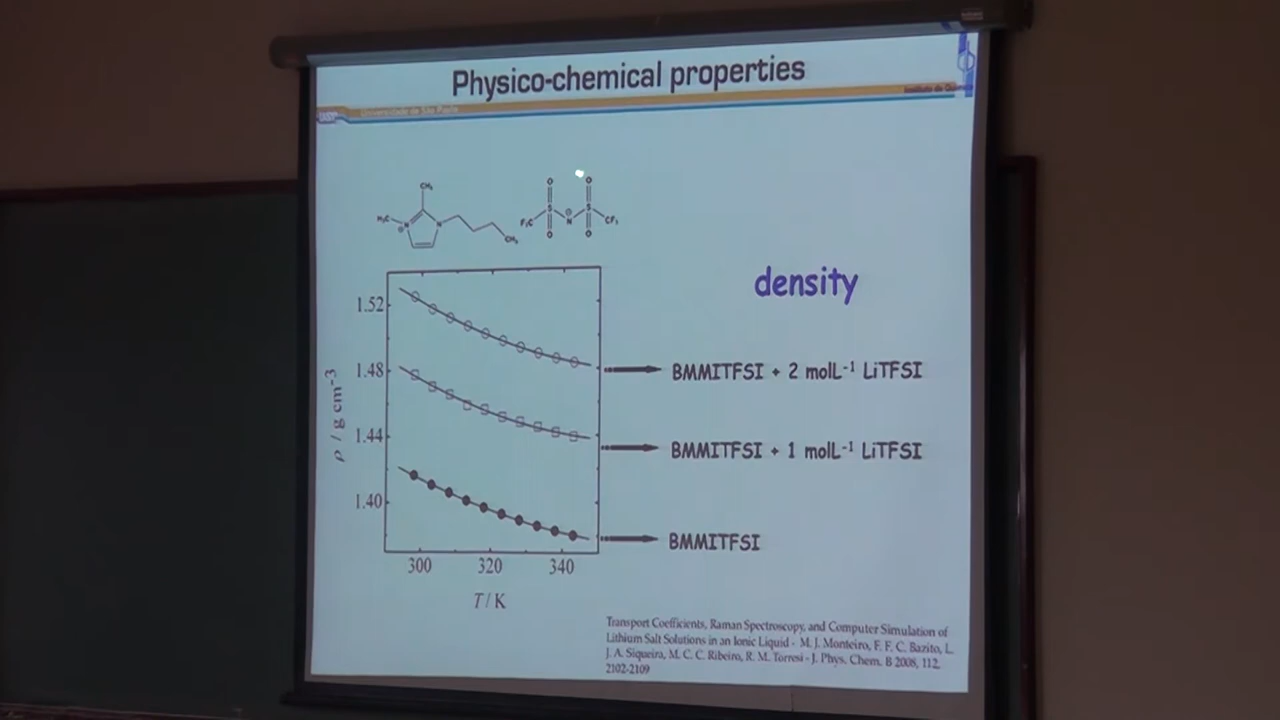 Physico-chemical properties
Universidade de São Paulo
CH₃
H₃C
N
N
CH₃
O O
F₃C S N S CF₃
O O
density
1.52
1.48
1.44
1.40
ρ / g cm⁻³
300 320 340
T / K
BMMITFSI + 2 molL⁻¹ LiTFSI
BMMITFSI + 1 molL⁻¹ LiTFSI
BMMITFSI
Transport Coefficients, Raman Spectroscopy, and Computer Simulation of
Lithium Salt Solutions in an Ionic Liquid - M. J. Monteiro, F. F. C. Bazito, L.
J. A. Siqueira, M. C. C. Ribeiro, R. M. Torresi - J. Phys. Chem. B 2008, 112,
2102-2109